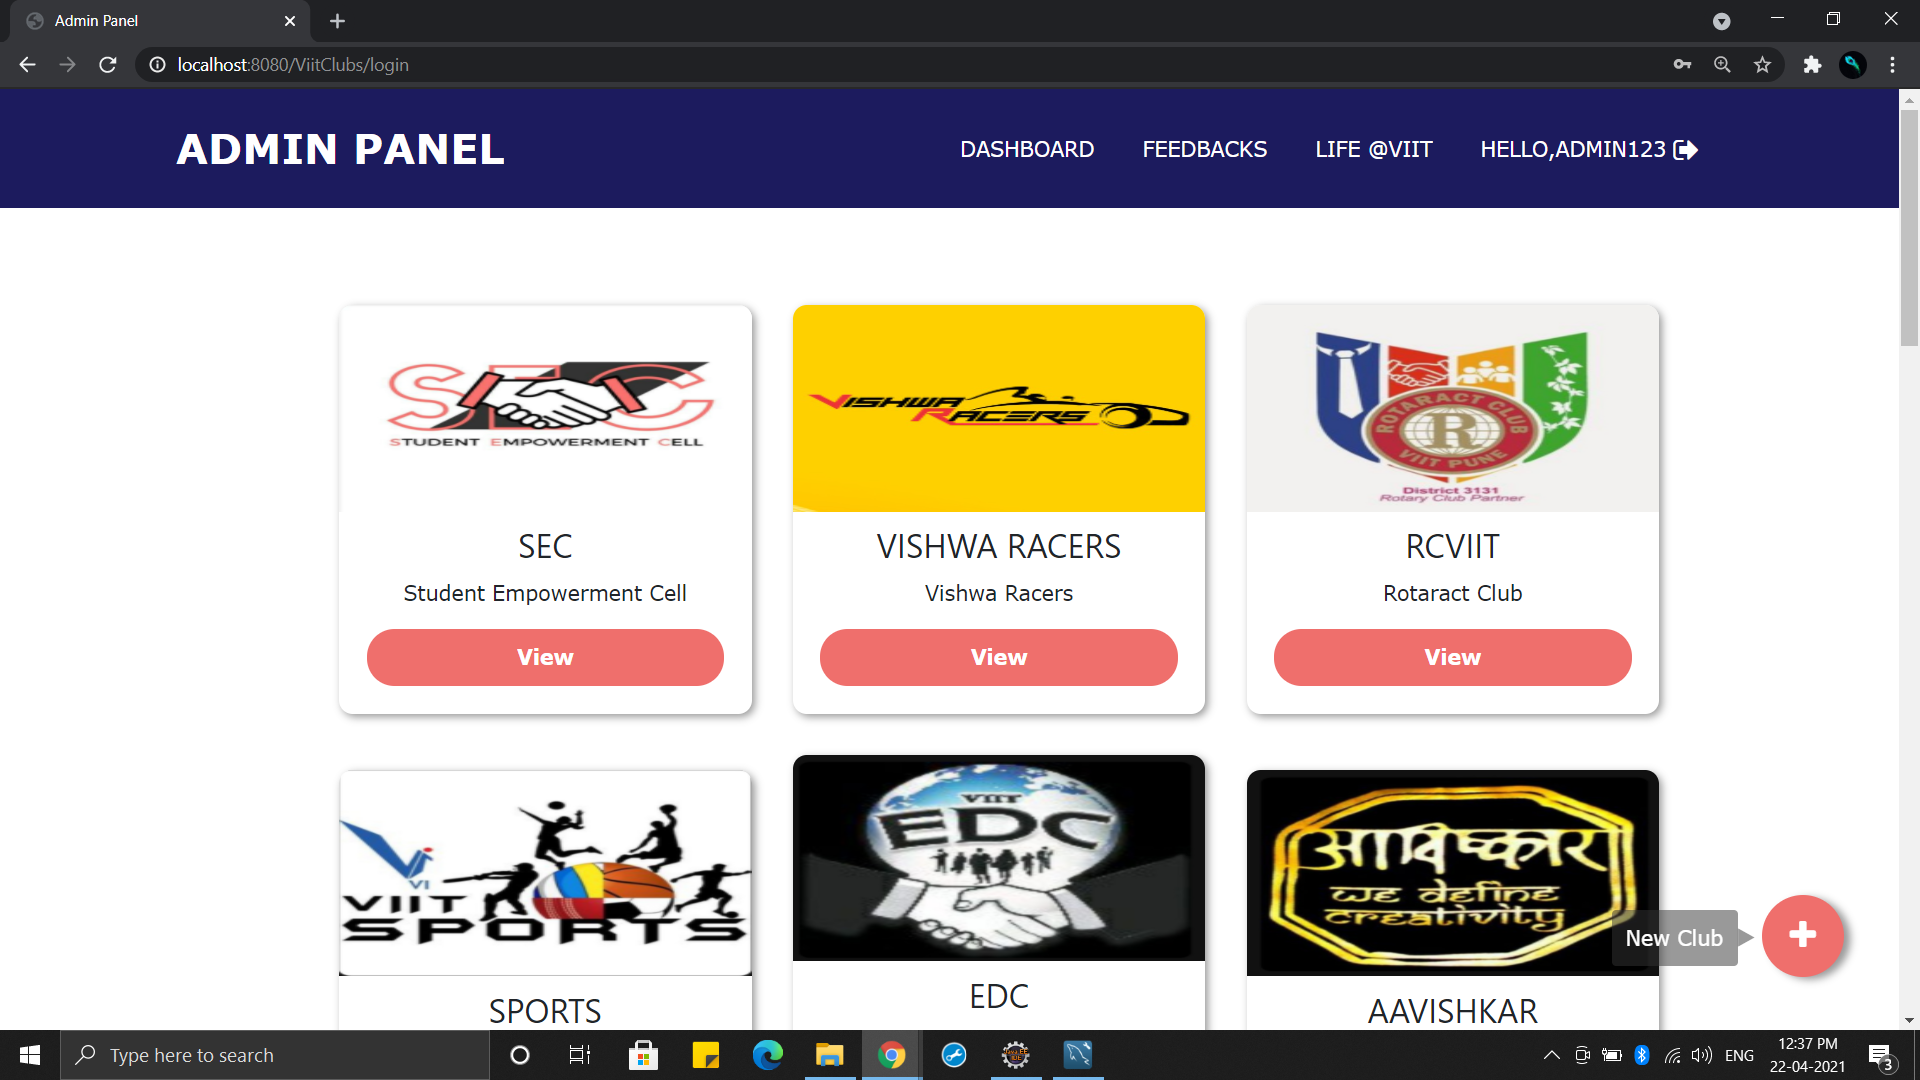 Admin Panel
localhost:8080/ViitClubs/login
ADMIN PANEL
DASHBOARD
FEEDBACKS
LIFE @VIIT
HELLO,ADMIN123
SEC
STUDENT EMPOWERMENT CELL
VISHWA
RACERS
ROTARACT CLUB
R
VIIT PUNE
District 3131
Rotary Club Partner
SEC
VISHWA RACERS
RCVIIT
Student Empowerment Cell
Vishwa Racers
Rotaract Club
View
View
View
VI
VIIT
SPORTS
VIIT
EDC
आविष्कार
we define
creativity
New Club
SPORTS
EDC
AAVISHKAR
Type here to search
ENG
12:37 PM
22-04-2021
3